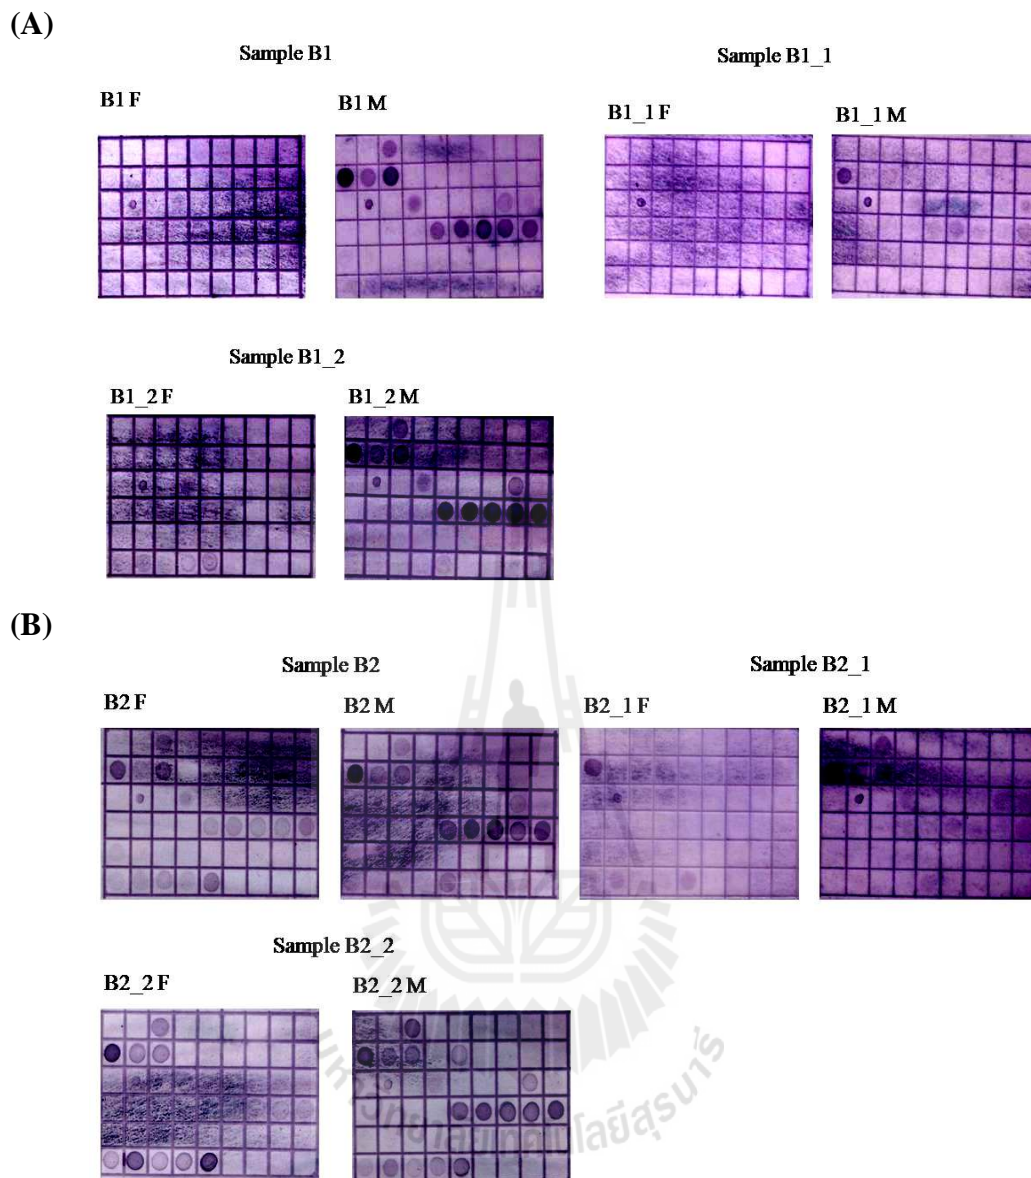 (A)
Sample B1
Sample B1_1
B1 F
B1 M
B1_1 F
B1_1 M
Sample B1_2
B1_2 F
B1_2 M
(B)
Sample B2
Sample B2_1
B2 F
B2 M
B2_1 F
B2_1 M
Sample B2_2
B2_2 F
B2_2 M